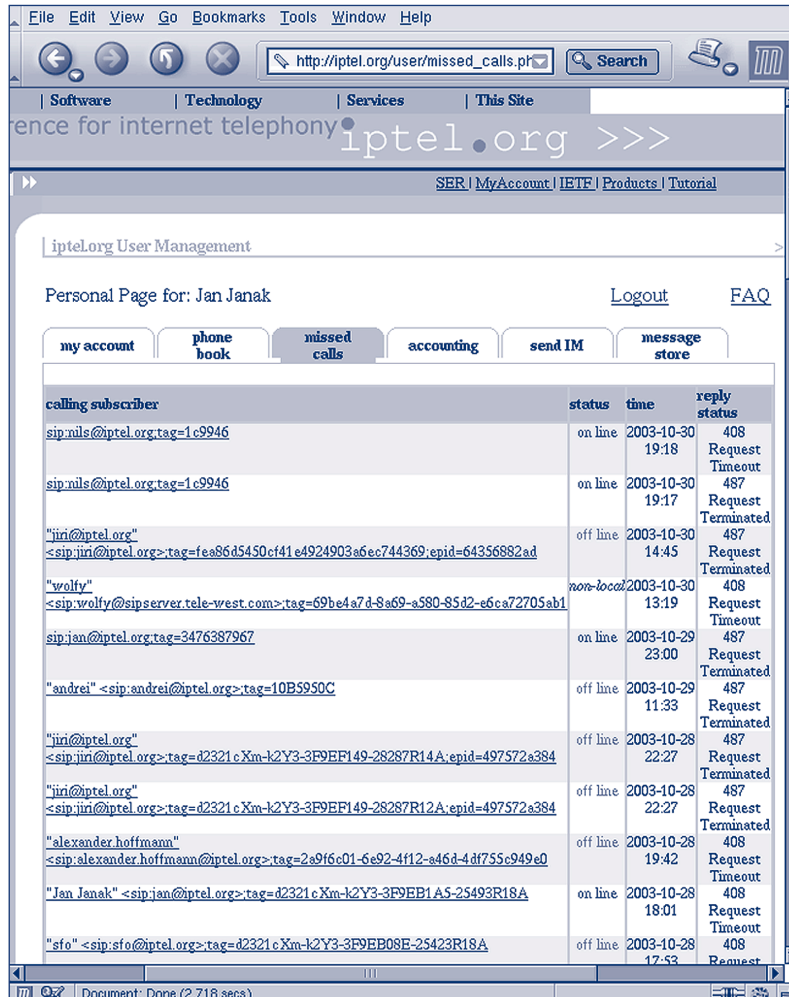 File Edit View Go Bookmarks Tools Window Help
http://iptel.org/user/missed_calls.ph Search
| Software | Technology | Services | This Site
rence for internet telephony iptel.org >>>
SER | MyAccount | IETF | Products | Tutorial
iptel.org User Management >
Personal Page for: Jan Janak Logout FAQ
my account phone book missed calls accounting send IM message store
calling subscriber status time reply status
sip:nils@iptel.org;tag=1c9946 on line 2003-10-30 19:18 408 Request Timeout
sip:nils@iptel.org;tag=1c9946 on line 2003-10-30 19:17 487 Request Terminated
"jiri@iptel.org"
<sip:jiri@iptel.org>;tag=fea86d5450cf41e4924903a6ec744369;epid=64356882ad off line 2003-10-30 14:45 487 Request Terminated
"wolfy"
<sip:wolfy@sipserver.tele-west.com>;tag=69be4a7d-8a69-a580-85d2-e6ca72705ab1 non-local 2003-10-30 13:19 408 Request Timeout
sip:jan@iptel.org;tag=3476387967 on line 2003-10-29 23:00 487 Request Terminated
"andrei" <sip:andrei@iptel.org>;tag=10B5950C off line 2003-10-29 11:33 487 Request Terminated
"jiri@iptel.org"
<sip:jiri@iptel.org>;tag=d2321cXm-k2Y3-3F9EF149-28287R14A;epid=497572a384 off line 2003-10-28 22:27 487 Request Terminated
"jiri@iptel.org"
<sip:jiri@iptel.org>;tag=d2321cXm-k2Y3-3F9EF149-28287R12A;epid=497572a384 off line 2003-10-28 22:27 487 Request Terminated
"alexander.hoffmann"
<sip:alexander.hoffmann@iptel.org>;tag=2a9f6c01-6e92-4f12-a46d-4df755c949e0 off line 2003-10-28 19:42 408 Request Timeout
"Jan Janak" <sip:jan@iptel.org>;tag=d2321cXm-k2Y3-3F9EB1A5-25493R18A on line 2003-10-28 18:01 408 Request Timeout
"sfo" <sip:sfo@iptel.org>;tag=d2321cXm-k2Y3-3F9EB08E-25423R18A off line 2003-10-28 17:53 408 Request
Document: Done (2.718 secs)